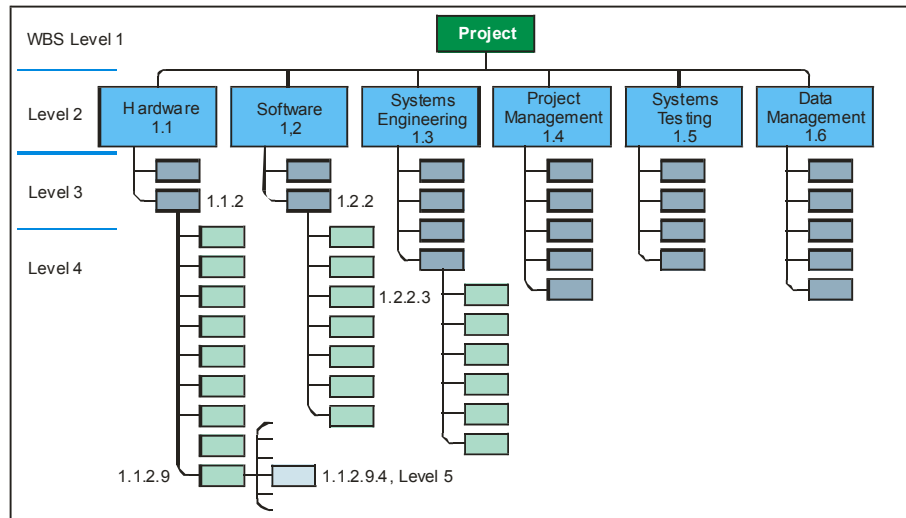 Project
WBS Level 1
Level 2
Hardware
1.1
Software
1,2
Systems
Engineering
1.3
Project
Management
1.4
Systems
Testing
1.5
Data
Management
1.6
Level 3
1.1.2
1.2.2
Level 4
1.2.2.3
1.1.2.9
1.1.2.9.4, Level 5